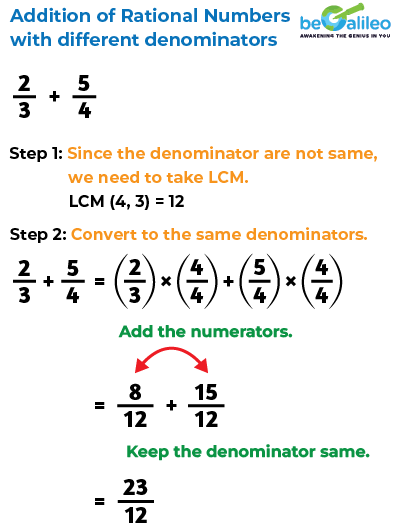 Addition of Rational Numbers
with different denominators
beGalileo
AWAKENING THE GENIUS IN YOU
2/3 + 5/4
Step 1: Since the denominator are not same,
we need to take LCM.
LCM (4, 3) = 12
Step 2: Convert to the same denominators.
2/3 + 5/4 = (2/3) × (4/4) + (5/4) × (4/4)
Add the numerators.
= 8/12 + 15/12
Keep the denominator same.
= 23/12